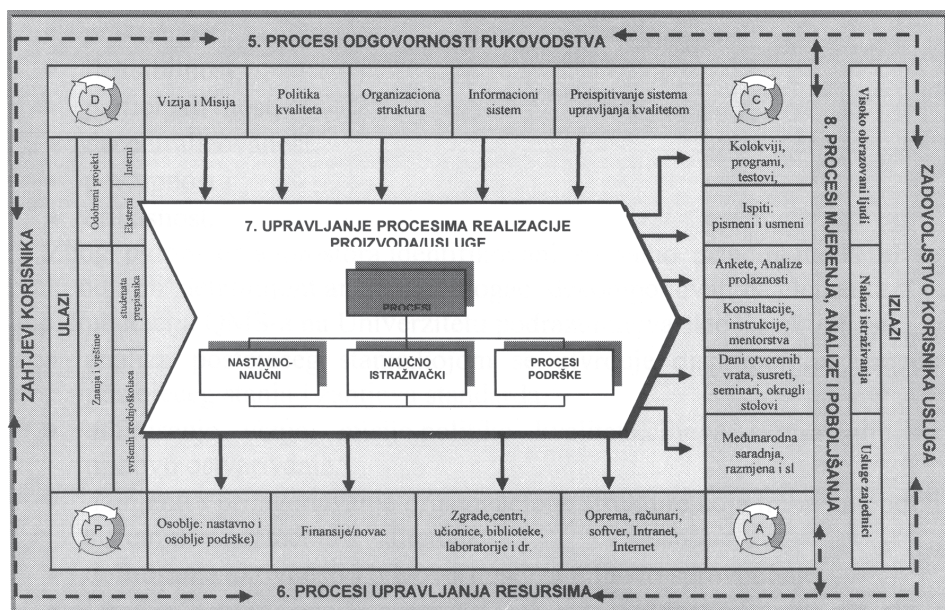 5. PROCESI ODGOVORNOSTI RUKOVODSTVA
D
Vizija i Misija
Politika
kvaliteta
Organizaciona
struktura
Informacioni
sistem
Preispitivanje sistema
upravljanja kvalitetom
C
ZAHTJEVI KORISNIKA
ULAZI
Odobreni projekti
Interni
Eksterni
Znanja i vještine
studenata
prepisnika
svršenih srednjoškolaca
7. UPRAVLJANJE PROCESIMA REALIZACIJE
PROIZVODA/USLUGE
PROCESI
NASTAVNO-
NAUČNI
NAUČNO
ISTRAŽIVAČKI
PROCESI
PODRŠKE
Kolokviji,
programi,
testovi,
Ispiti:
pismeni i usmeni
Ankete, Analize
prolaznosti
Konsultacije,
instrukcije,
mentorstva
Dani otvorenih
vrata, susreti,
seminari, okrugli
stolovi
Međunarodna
saradnja,
razmjena i sl
8. PROCESI MJERENJA, ANALIZE I POBOLJŠANJA
Visoko obrazovani ljudi
Nalazi istraživanja
Usluge zajednici
IZLAZI
ZADOVOLJSTVO KORISNIKA USLUGA
P
Osoblje: nastavno i
osoblje podrške)
Finansije/novac
Zgrade,centri,
učionice, biblioteke,
laboratorije i dr.
Oprema, računari,
softver, Intranet,
Internet
A
6. PROCESI UPRAVLJANJA RESURSIMA